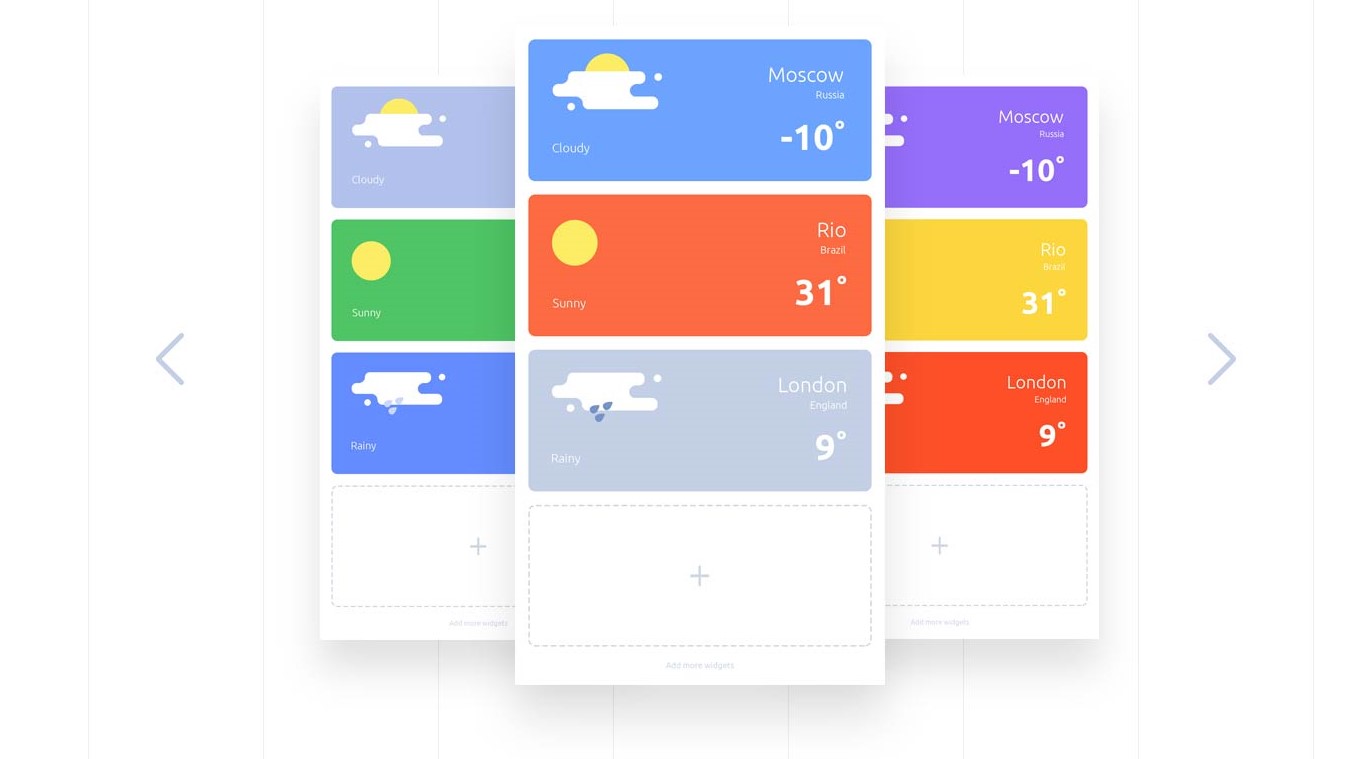 Cloudy
Sunny
Rainy
Add more widgets
Moscow
Russia
-10°
Cloudy
Rio
Brazil
31°
Sunny
London
England
9°
Rainy
Add more widgets
Moscow
Russia
-10°
Rio
Brazil
31°
London
England
9°
Add more widgets